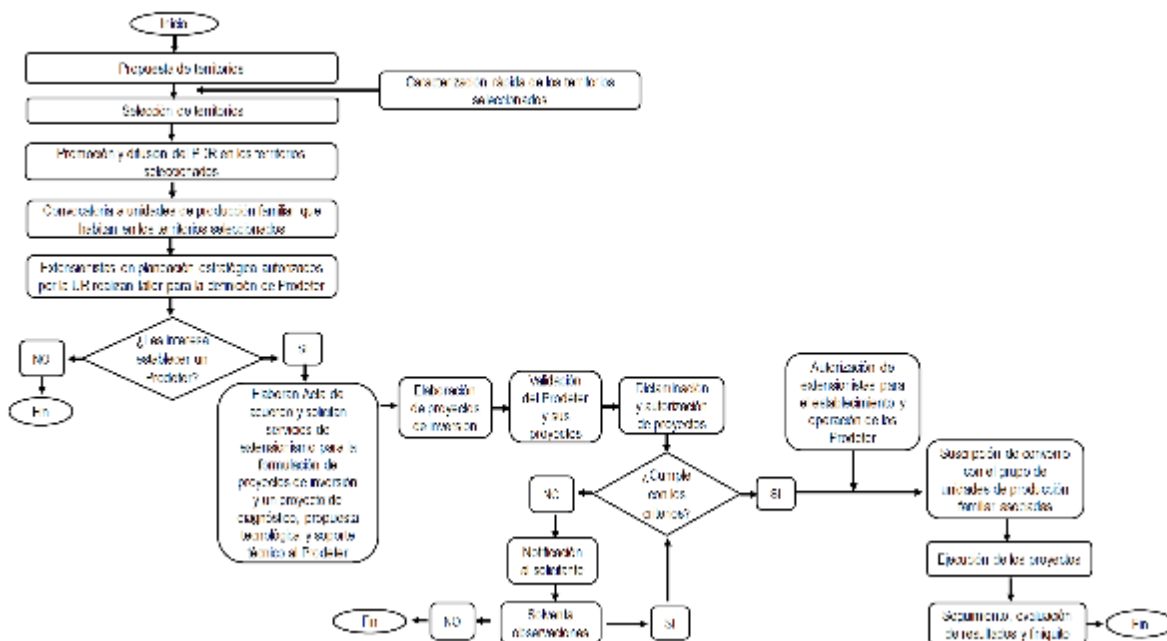 Inicio
Propuesta de territorios
Caracterización rápida de los territorios
seleccionados
Selección de territorios
Promoción y difusión del PDR en los territorios
seleccionados
Convocatoria a unidades de producción familiar que
habitan en los territorios seleccionados
Extensionistas en planeación estratégica autorizados
por la UR realizan taller para la definición de Prodeter
¿Les interesa
establecer un
Prodeter?
NO
SI
Fin
Elaboran Acta de
acuerdo y solicitan
servicios de
extensionismo para la
formulación de
proyectos de inversión
y un proyecto de
diagnóstico, propuesta
tecnológica y soporte
técnico al Prodeter
Elaboración
de proyectos
de inversión
Validación
del Prodeter
y sus
proyectos
Dictaminación
y autorización
de proyectos
Autorización de
extensionistas para
el establecimiento y
operación de los
Prodeter
¿Cumple
con los
criterios?
NO
SI
Suscripción de convenio
con el grupo de
unidades de producción
familiar asociadas
Notificación
al solicitante
Ejecución de los proyectos
Solventa
observaciones
NO
SI
Fin
Seguimiento, evaluación
de resultados y finiquito
Fin